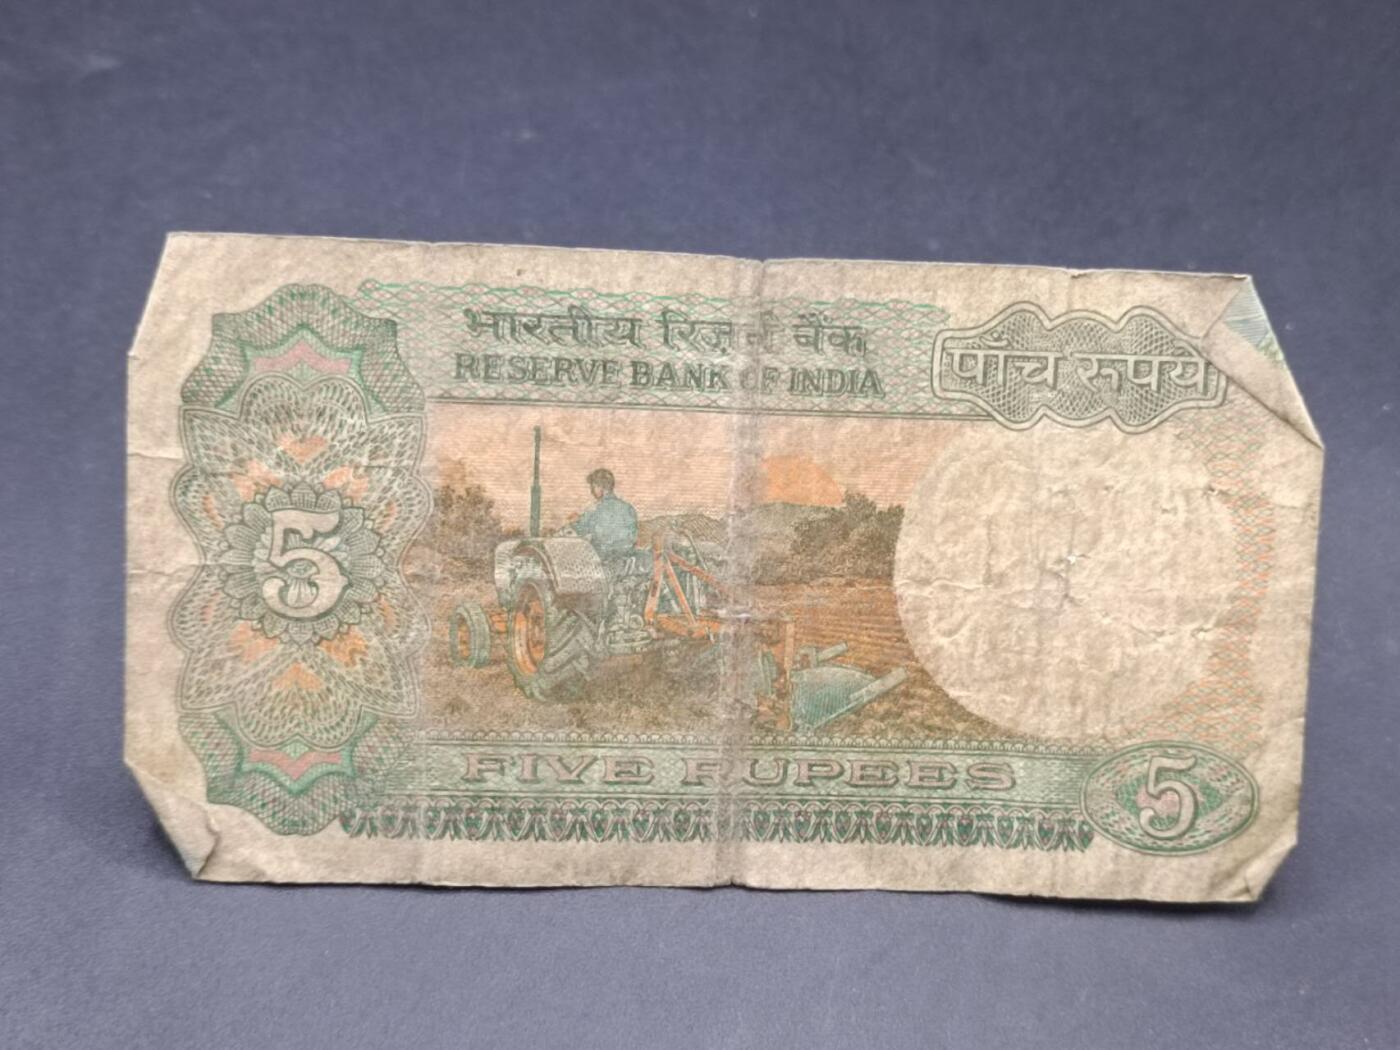 भारतीय रिज़र्व बैंक
RESERVE BANK OF INDIA
पाँच रूपये
5
FIVE RUPEES
5